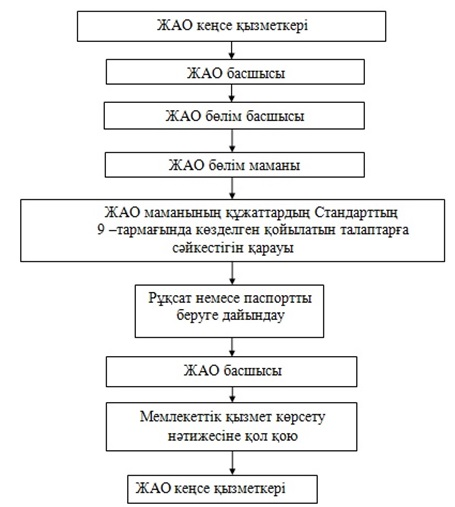 ЖАО кеңсе қызметкері
ЖАО басшысы
ЖАО бөлім басшысы
ЖАО бөлім маманы
ЖАО маманының құжаттардың Стандарттың
9 –тармағында көзделген қойылатын талаптарға
сәйкестігін қарауы
Рұқсат немесе паспортты
беруге дайындау
ЖАО басшысы
Мемлекеттік қызмет көрсету
нәтижесіне қол қою
ЖАО кеңсе қызметкері